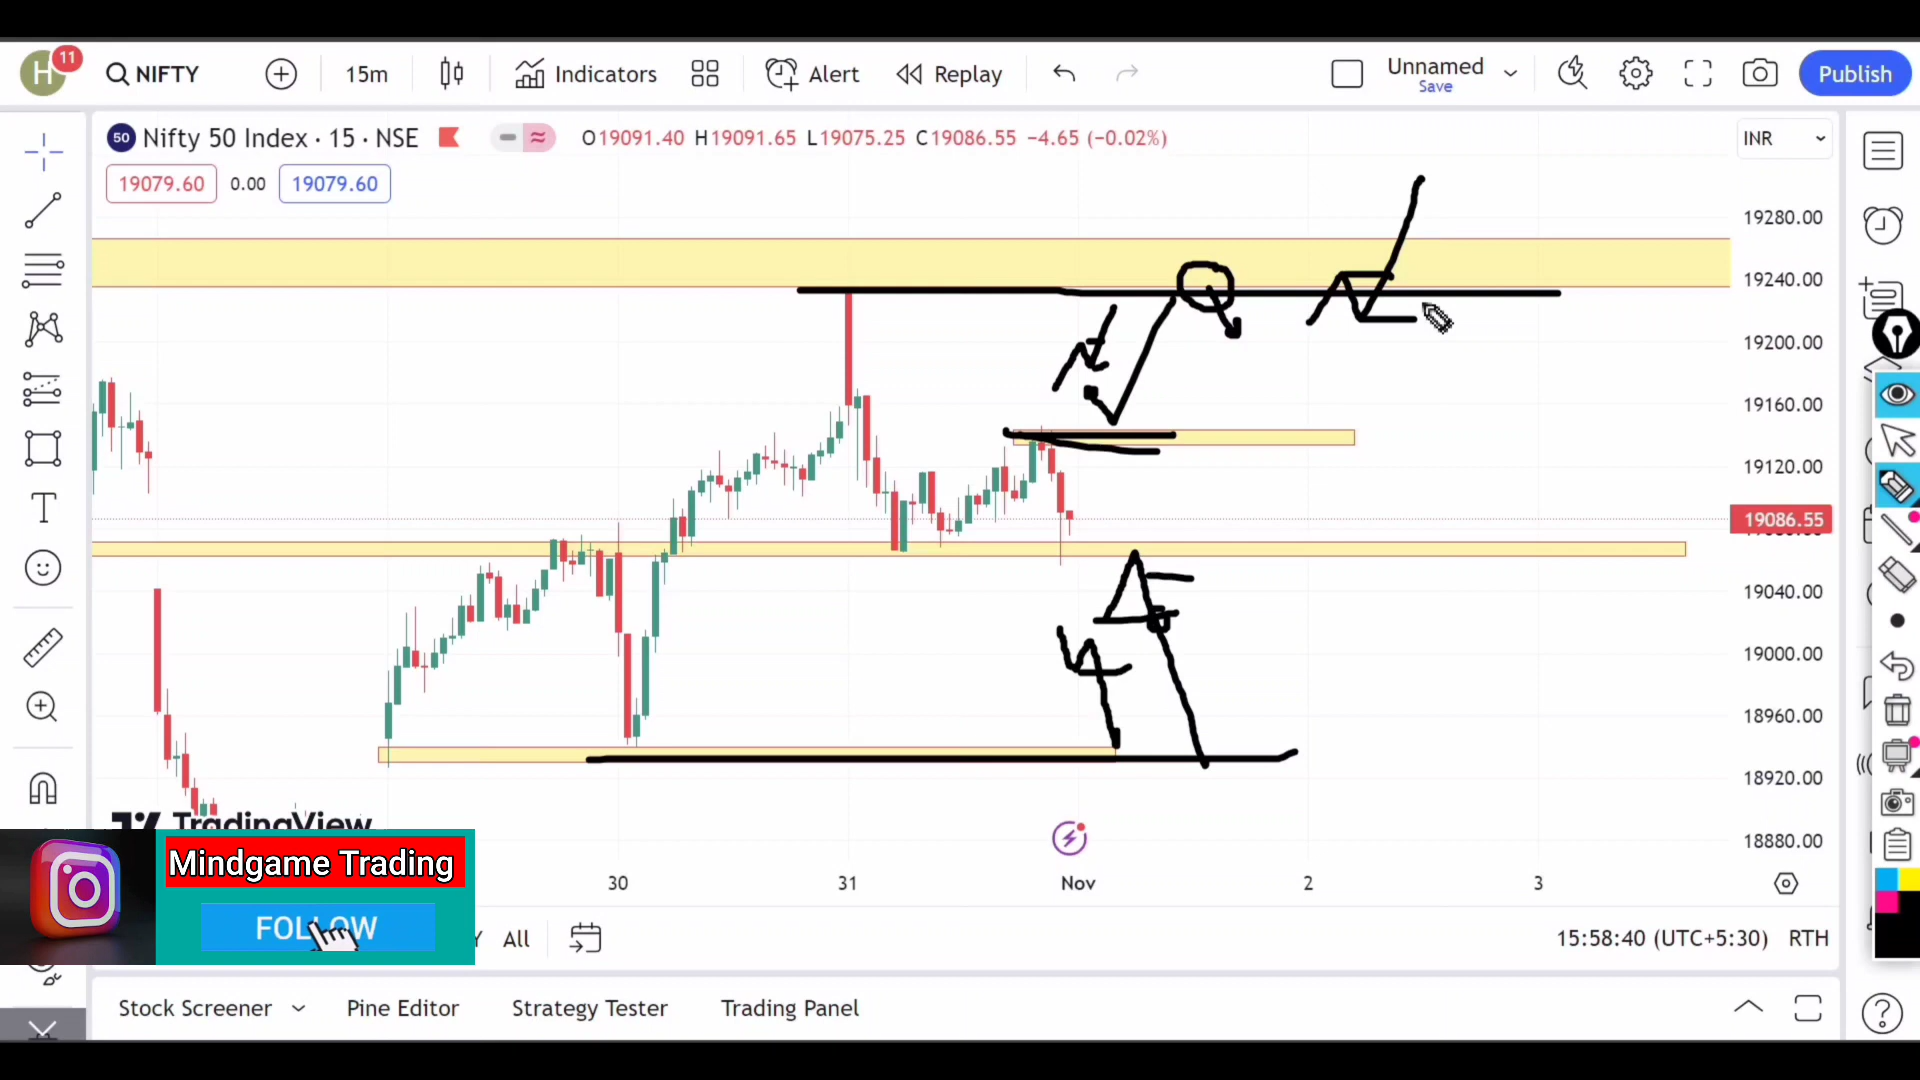 H 11 NIFTY 15m Indicators Alert Replay Unnamed Save Publish
50 Nifty 50 Index · 15 · NSE O19091.40 H19091.65 L19075.25 C19086.55 −4.65 (−0.02%) INR
19079.60 0.00 19079.60
19280.00
19240.00
19200.00
19160.00
19120.00
19086.55
19040.00
19000.00
18960.00
18920.00
18880.00
TradingView
Mindgame Trading
FOLLOW
30 31 Nov 2 3
All 15:58:40 (UTC+5:30) RTH
Stock Screener Pine Editor Strategy Tester Trading Panel